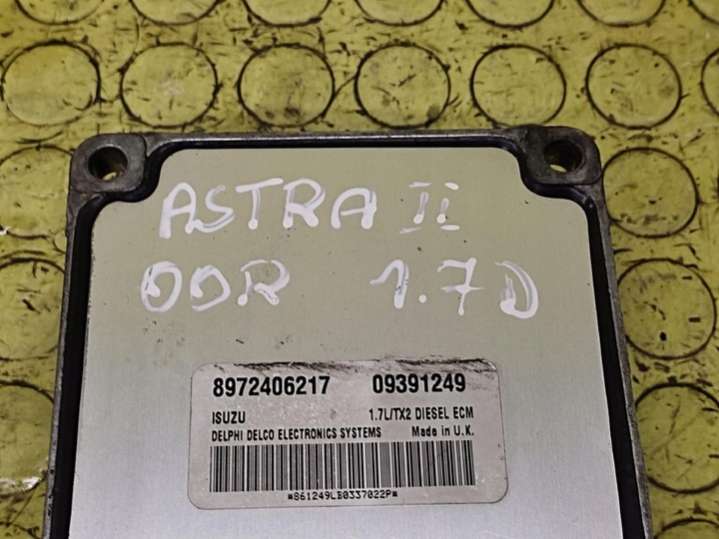 ASTRA II
OOR 1.7D
8972406217 09391249
ISUZU 1.7L/TX2 DIESEL ECM
DELPHI DELCO ELECTRONICS SYSTEMS Made in U.K.
*861249LB0337022P*